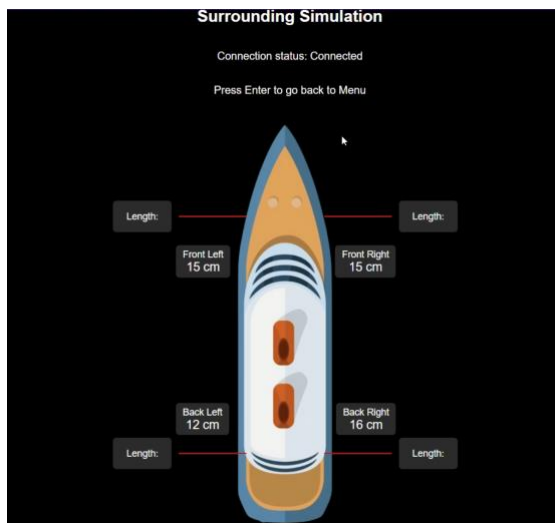 Surrounding Simulation
Connection status: Connected
Press Enter to go back to Menu
Length:
Length:
Front Left
15 cm
Front Right
15 cm
Back Left
12 cm
Back Right
16 cm
Length:
Length: